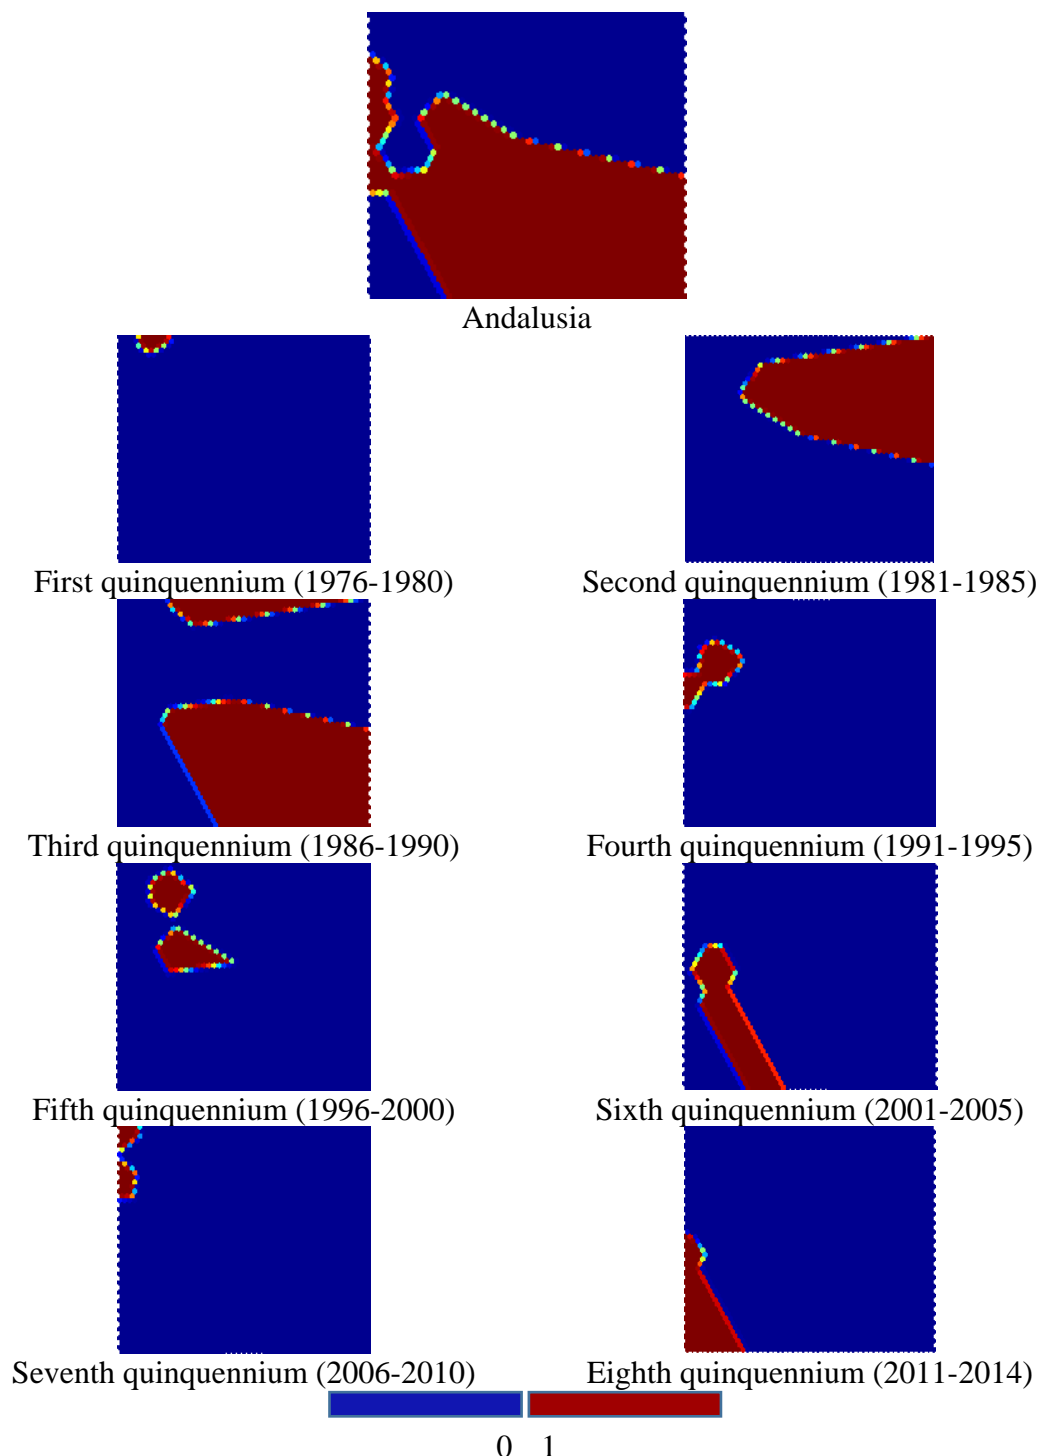 Andalusia
First quinquennium (1976-1980)
Second quinquennium (1981-1985)
Third quinquennium (1986-1990)
Fourth quinquennium (1991-1995)
Fifth quinquennium (1996-2000)
Sixth quinquennium (2001-2005)
Seventh quinquennium (2006-2010)
Eighth quinquennium (2011-2014)
0 1